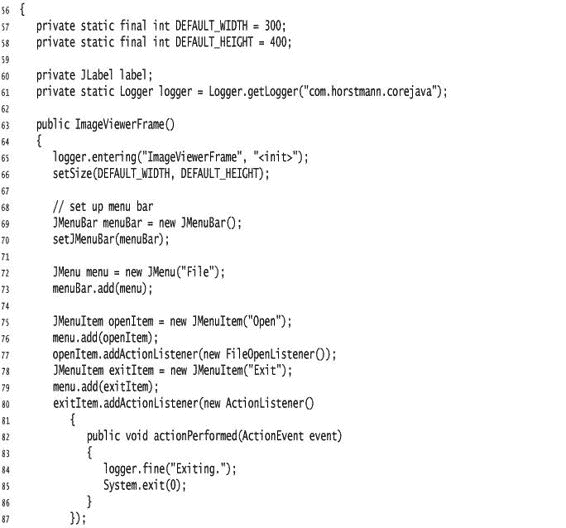 56 {
57 private static final int DEFAULT_WIDTH = 300;
58 private static final int DEFAULT_HEIGHT = 400;
59
60 private JLabel label;
61 private static Logger logger = Logger.getLogger("com.horstmann.corejava");
62
63 public ImageViewerFrame()
64 {
65 logger.entering("ImageViewerFrame", "<init>");
66 setSize(DEFAULT_WIDTH, DEFAULT_HEIGHT);
67
68 // set up menu bar
69 JMenuBar menuBar = new JMenuBar();
70 setJMenuBar(menuBar);
71
72 JMenu menu = new JMenu("File");
73 menuBar.add(menu);
74
75 JMenuItem openItem = new JMenuItem("Open");
76 menu.add(openItem);
77 openItem.addActionListener(new FileOpenListener());
78 JMenuItem exitItem = new JMenuItem("Exit");
79 menu.add(exitItem);
80 exitItem.addActionListener(new ActionListener()
81 {
82 public void actionPerformed(ActionEvent event)
83 {
84 logger.fine("Exiting.");
85 System.exit(0);
86 }
87 });